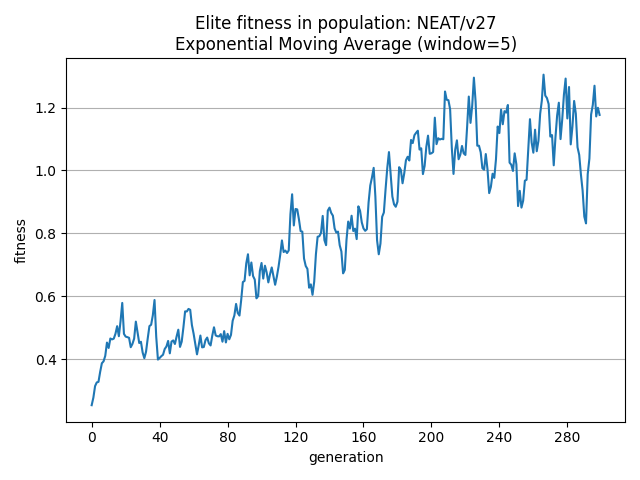 Elite fitness in population: NEAT/v27
Exponential Moving Average (window=5)
fitness
1.2
1.0
0.8
0.6
0.4
0 40 80 120 160 200 240 280
generation